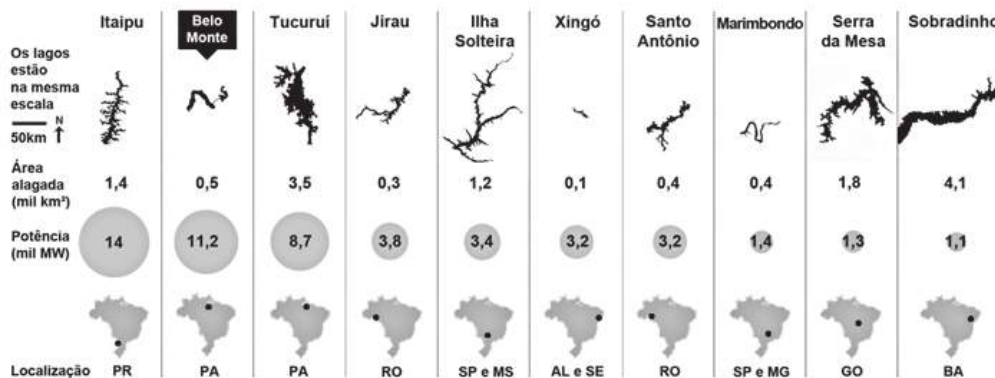 Itaipu
Belo
Monte
Tucuruí
Jirau
Ilha
Solteira
Xingó
Santo
Antônio
Marimbondo
Serra
da Mesa
Sobradinho
Os lagos
estão
na mesma
escala
N
50km
Área
alagada
(mil km²)
1,4
0,5
3,5
0,3
1,2
0,1
0,4
0,4
1,8
4,1
Potência
(mil MW)
14
11,2
8,7
3,8
3,4
3,2
3,2
1,4
1,3
1,1
Localização
PR
PA
PA
RO
SP e MS
AL e SE
RO
SP e MG
GO
BA